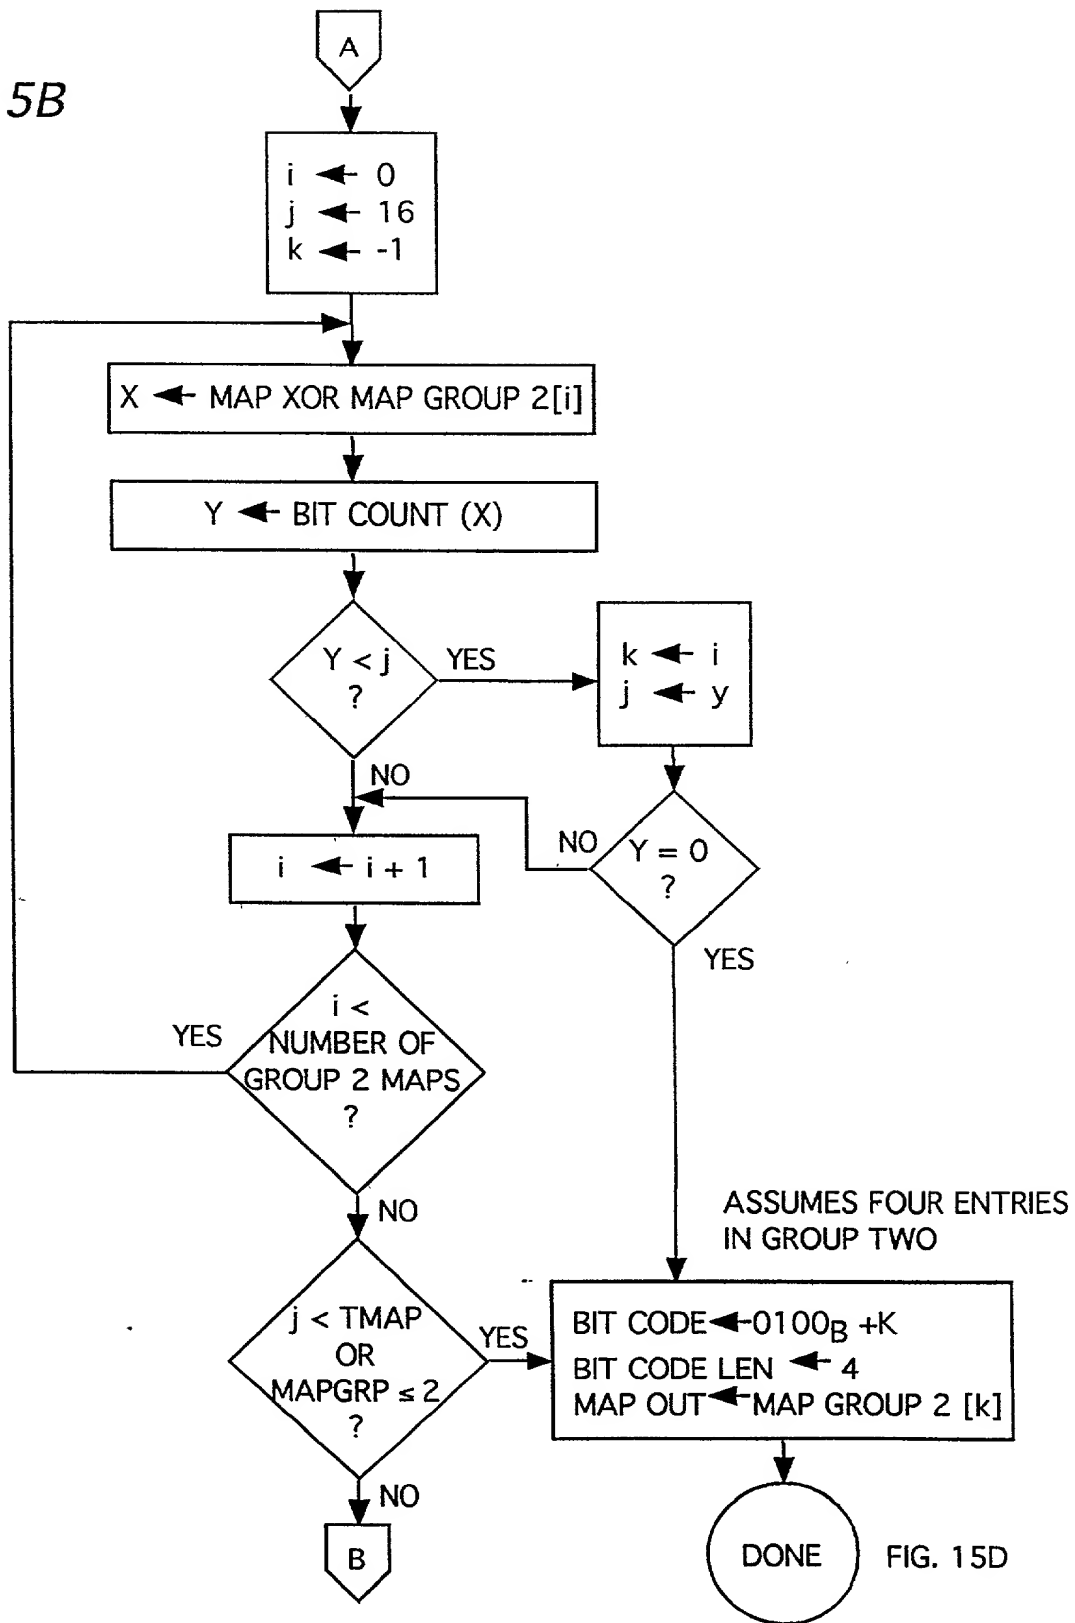 A
5B
i ← 0
j ← 16
k ← -1
X ← MAP XOR MAP GROUP 2[i]
Y ← BIT COUNT (X)
Y < j
?
YES
k ← i
j ← y
NO
i ← i + 1
NO
Y = 0
?
YES
i <
NUMBER OF
GROUP 2 MAPS
?
YES
NO
ASSUMES FOUR ENTRIES
IN GROUP TWO
j < TMAP
OR
MAPGRP ≤ 2
?
YES
BIT CODE ← 0100B +K
BIT CODE LEN ← 4
MAP OUT ← MAP GROUP 2 [k]
NO
B
DONE
FIG. 15D